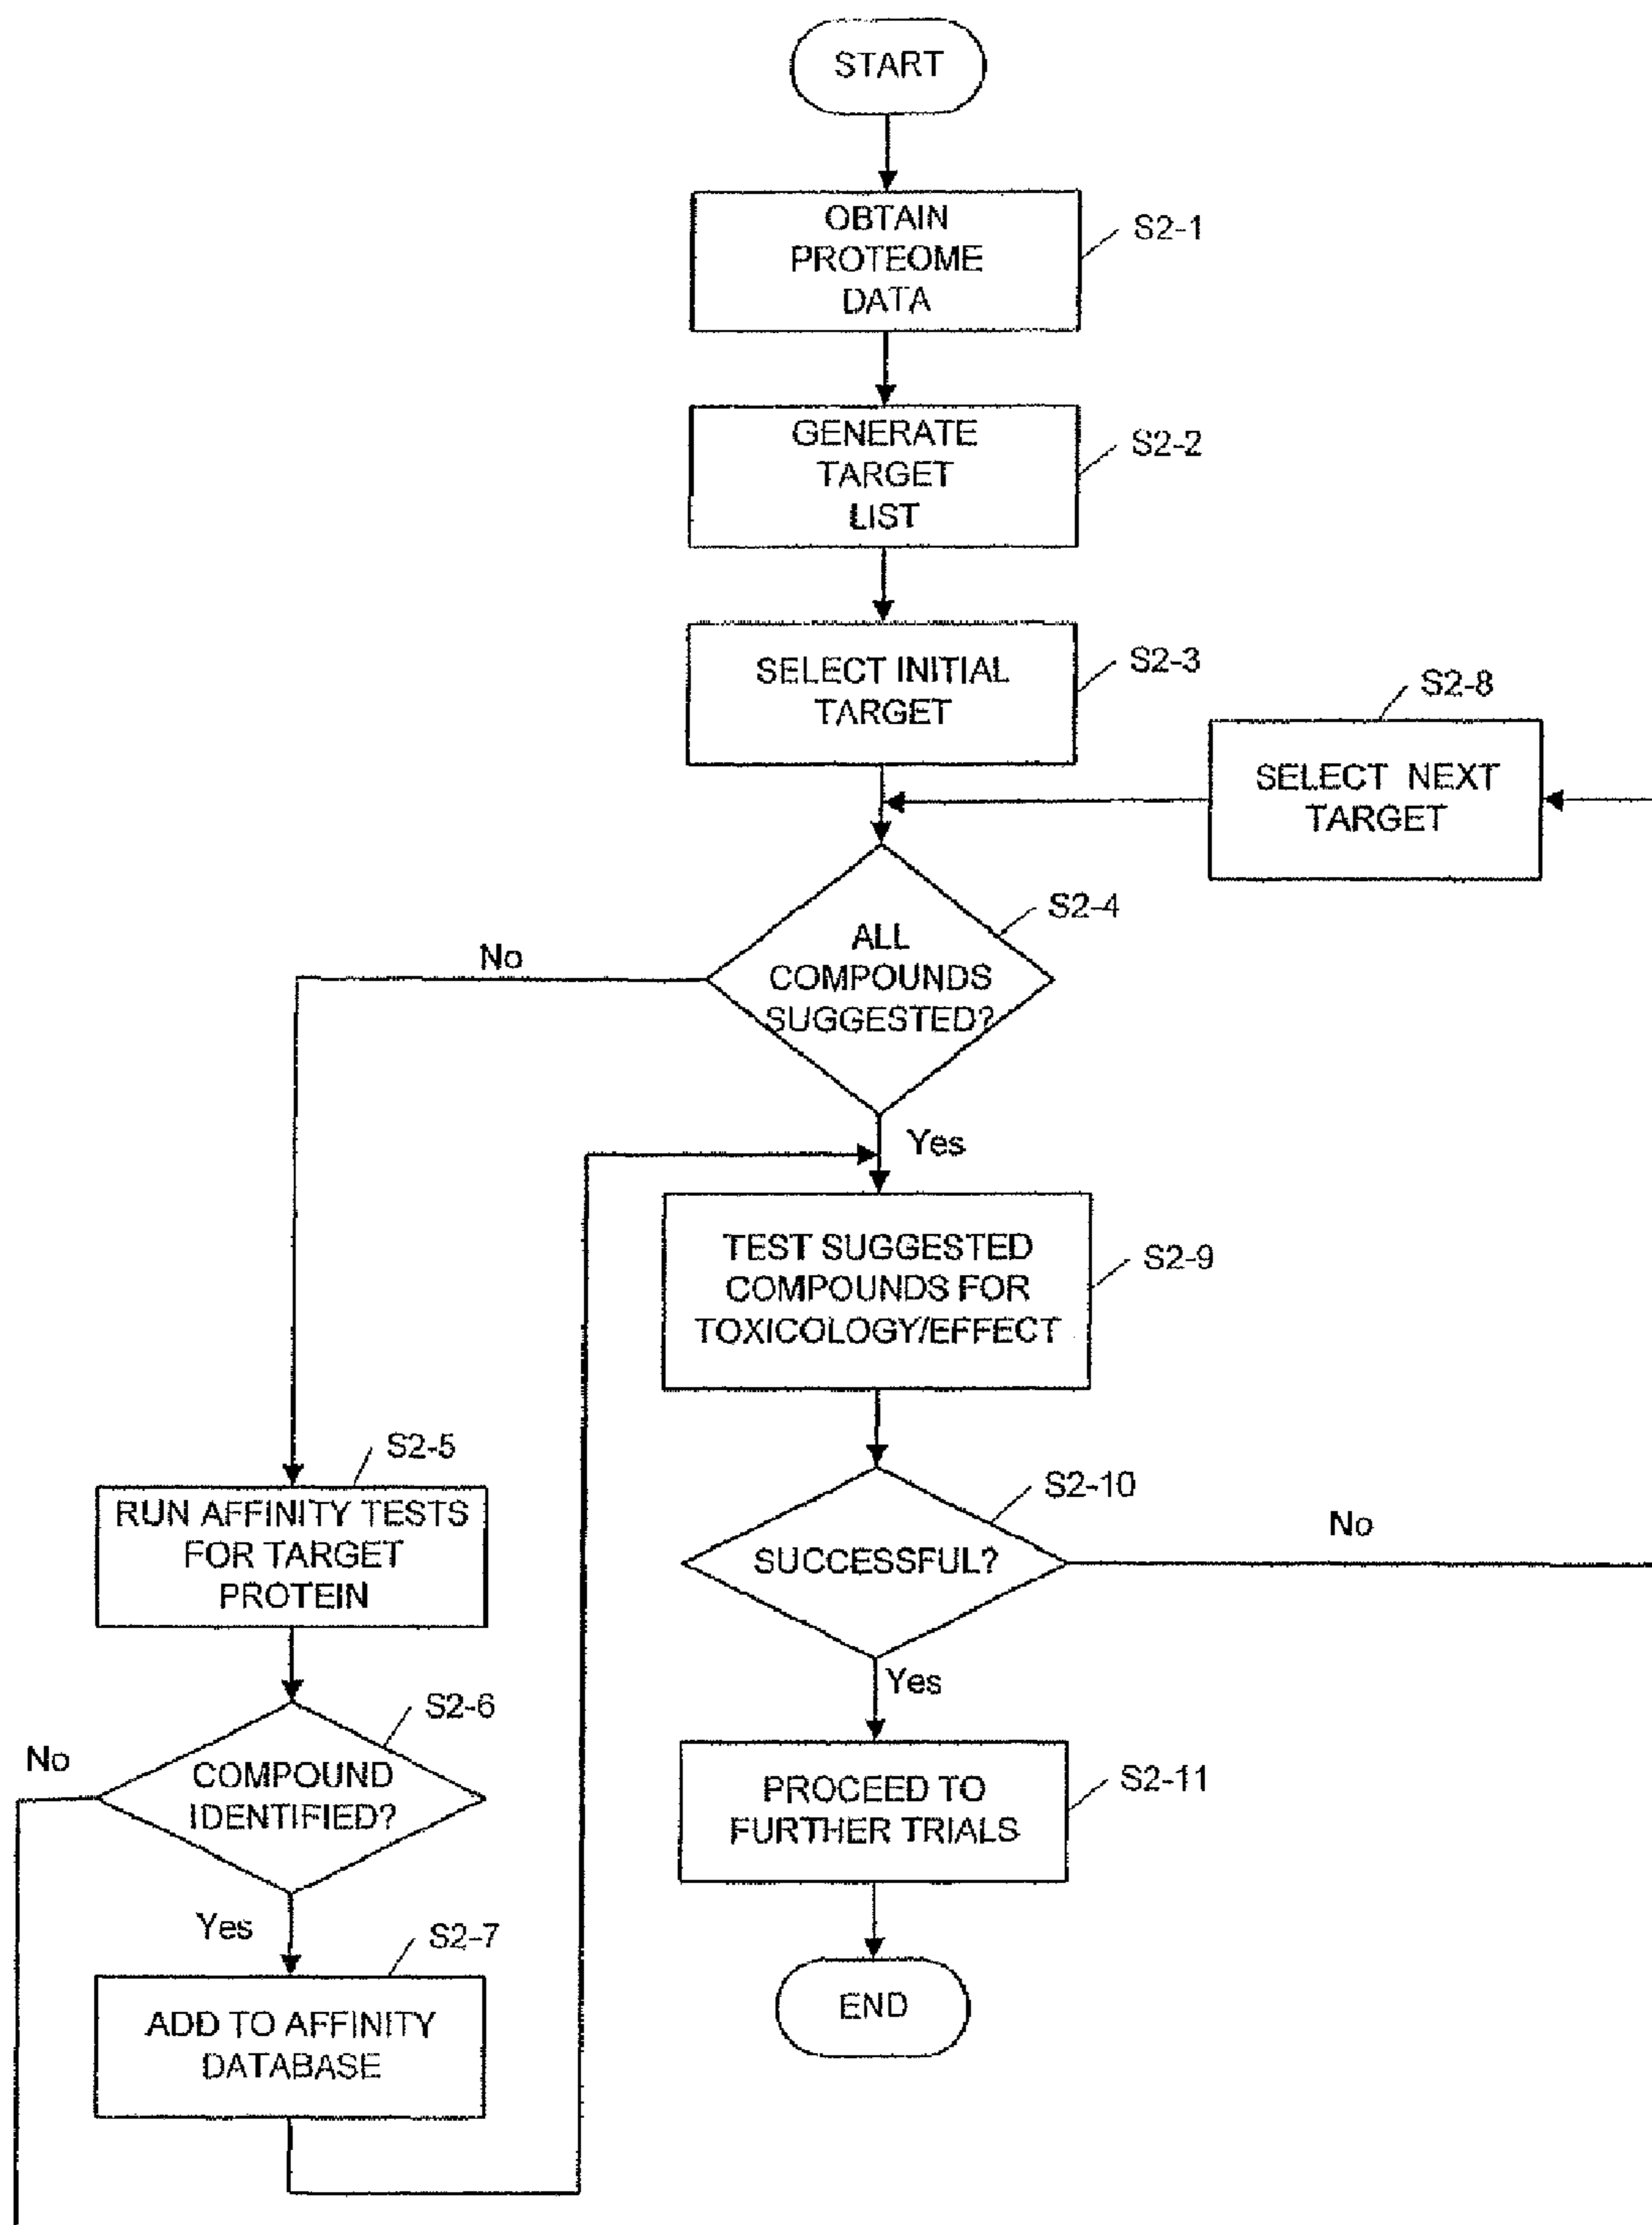 START
OBTAIN
PROTEOME
DATA
S2-1
GENERATE
TARGET
LIST
S2-2
SELECT INITIAL
TARGET
S2-3
S2-8
SELECT NEXT
TARGET
S2-4
ALL
COMPOUNDS
SUGGESTED?
No
Yes
TEST SUGGESTED
COMPOUNDS FOR
TOXICOLOGY/EFFECT
S2-9
S2-5
RUN AFFINITY TESTS
FOR TARGET
PROTEIN
S2-10
SUCCESSFUL?
No
Yes
S2-6
COMPOUND
IDENTIFIED?
No
Yes
PROCEED TO
FURTHER TRIALS
S2-11
S2-7
ADD TO AFFINITY
DATABASE
END